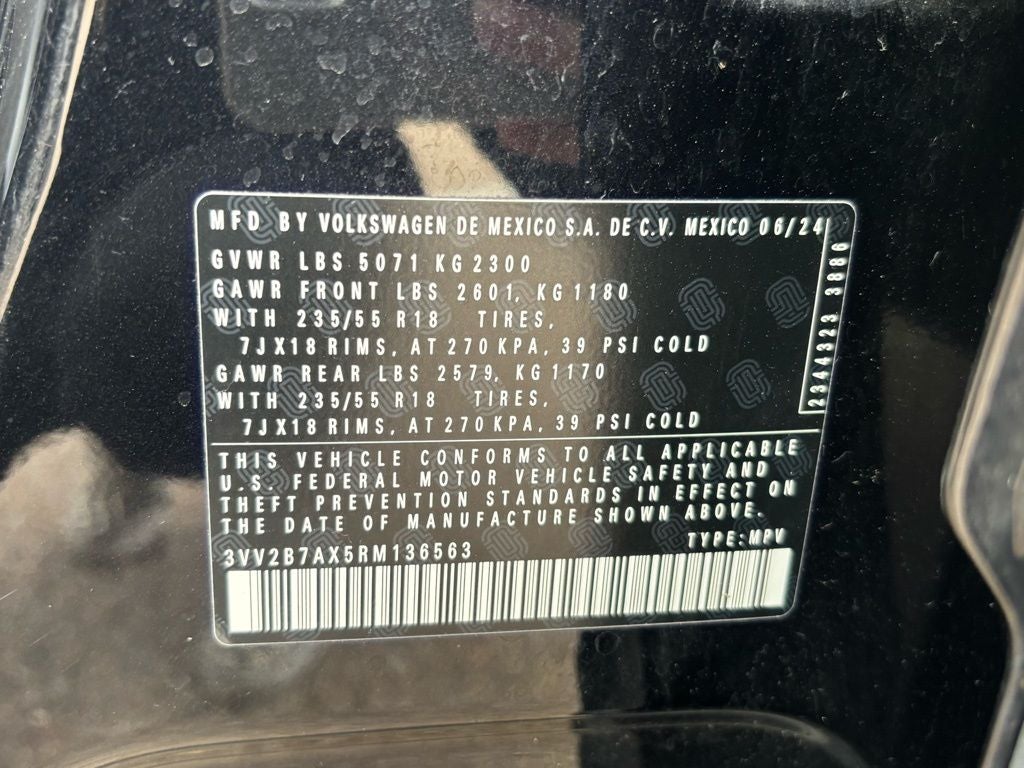 MFD BY VOLKSWAGEN DE MEXICO S.A. DE C.V. MEXICO 06/24
GVWR LBS 5071 KG 2300
GAWR FRONT LBS 2601, KG 1180
WITH 235/55 R18 TIRES,
7JX18 RIMS, AT 270 KPA, 39 PSI COLD
GAWR REAR LBS 2579, KG 1170
WITH 235/55 R18 TIRES,
7JX18 RIMS, AT 270 KPA, 39 PSI COLD
2344323 3886
THIS VEHICLE CONFORMS TO ALL APPLICABLE
U.S. FEDERAL MOTOR VEHICLE SAFETY AND
THEFT PREVENTION STANDARDS IN EFFECT ON
THE DATE OF MANUFACTURE SHOWN ABOVE.
3VV2B7AX5RM136563 TYPE: MPV